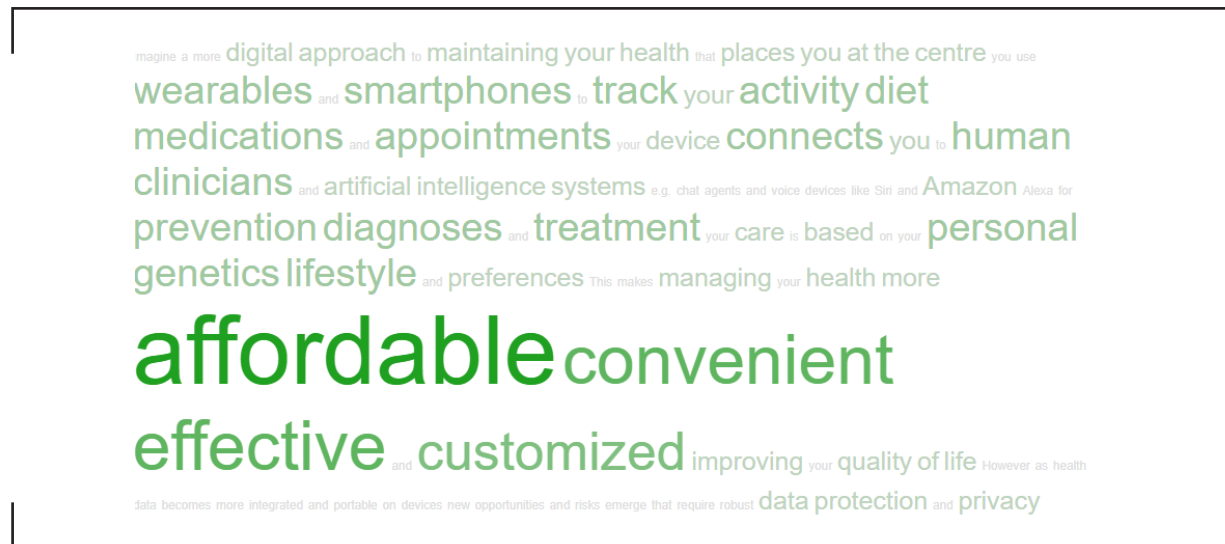 magine a more digital approach to maintaining your health that places you at the centre you use
wearables and smartphones to track your activity diet
medications and appointments your device connects you to human
clinicians and artificial intelligence systems e.g. chat agents and voice devices like Siri and Amazon Alexa for
prevention diagnoses and treatment your care is based on your personal
genetics lifestyle and preferences This makes managing your health more
affordable convenient
effective and customized improving your quality of life However as health
data becomes more integrated and portable on devices new opportunities and risks emerge that require robust data protection and privacy